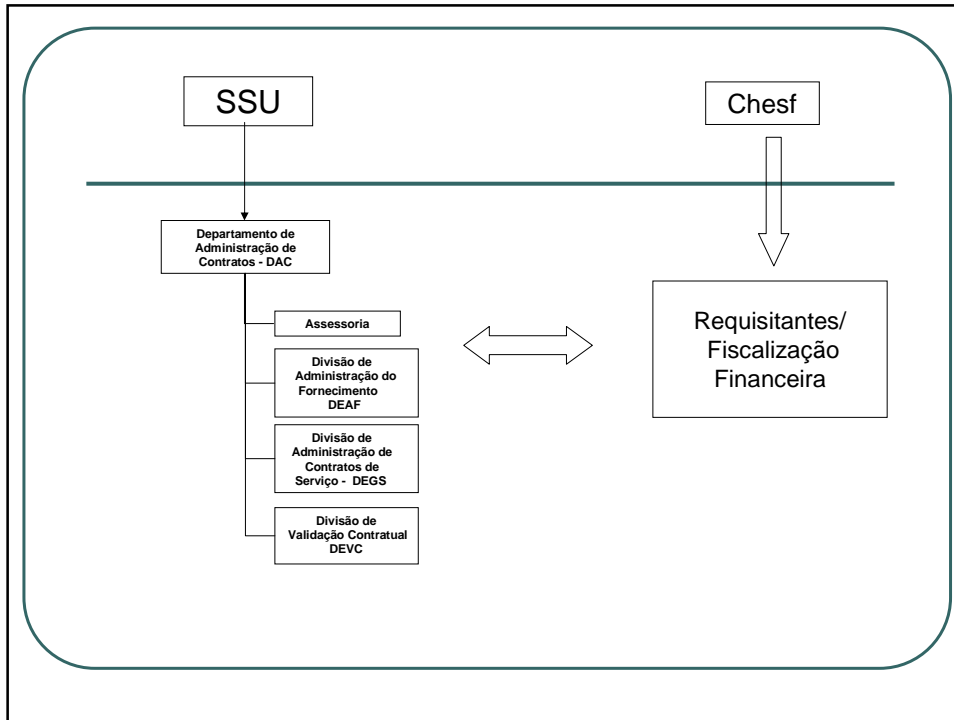 SSU
Chesf
Departamento de
Administração de
Contratos - DAC
Assessoria
Divisão de
Administração do
Fornecimento
DEAF
Divisão de
Administração de
Contratos de
Serviço - DEGS
Divisão de
Validação Contratual
DEVC
Requisitantes/
Fiscalização
Financeira